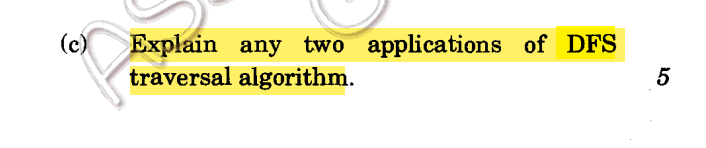 (c) Explain any two applications of DFS
traversal algorithm. 5